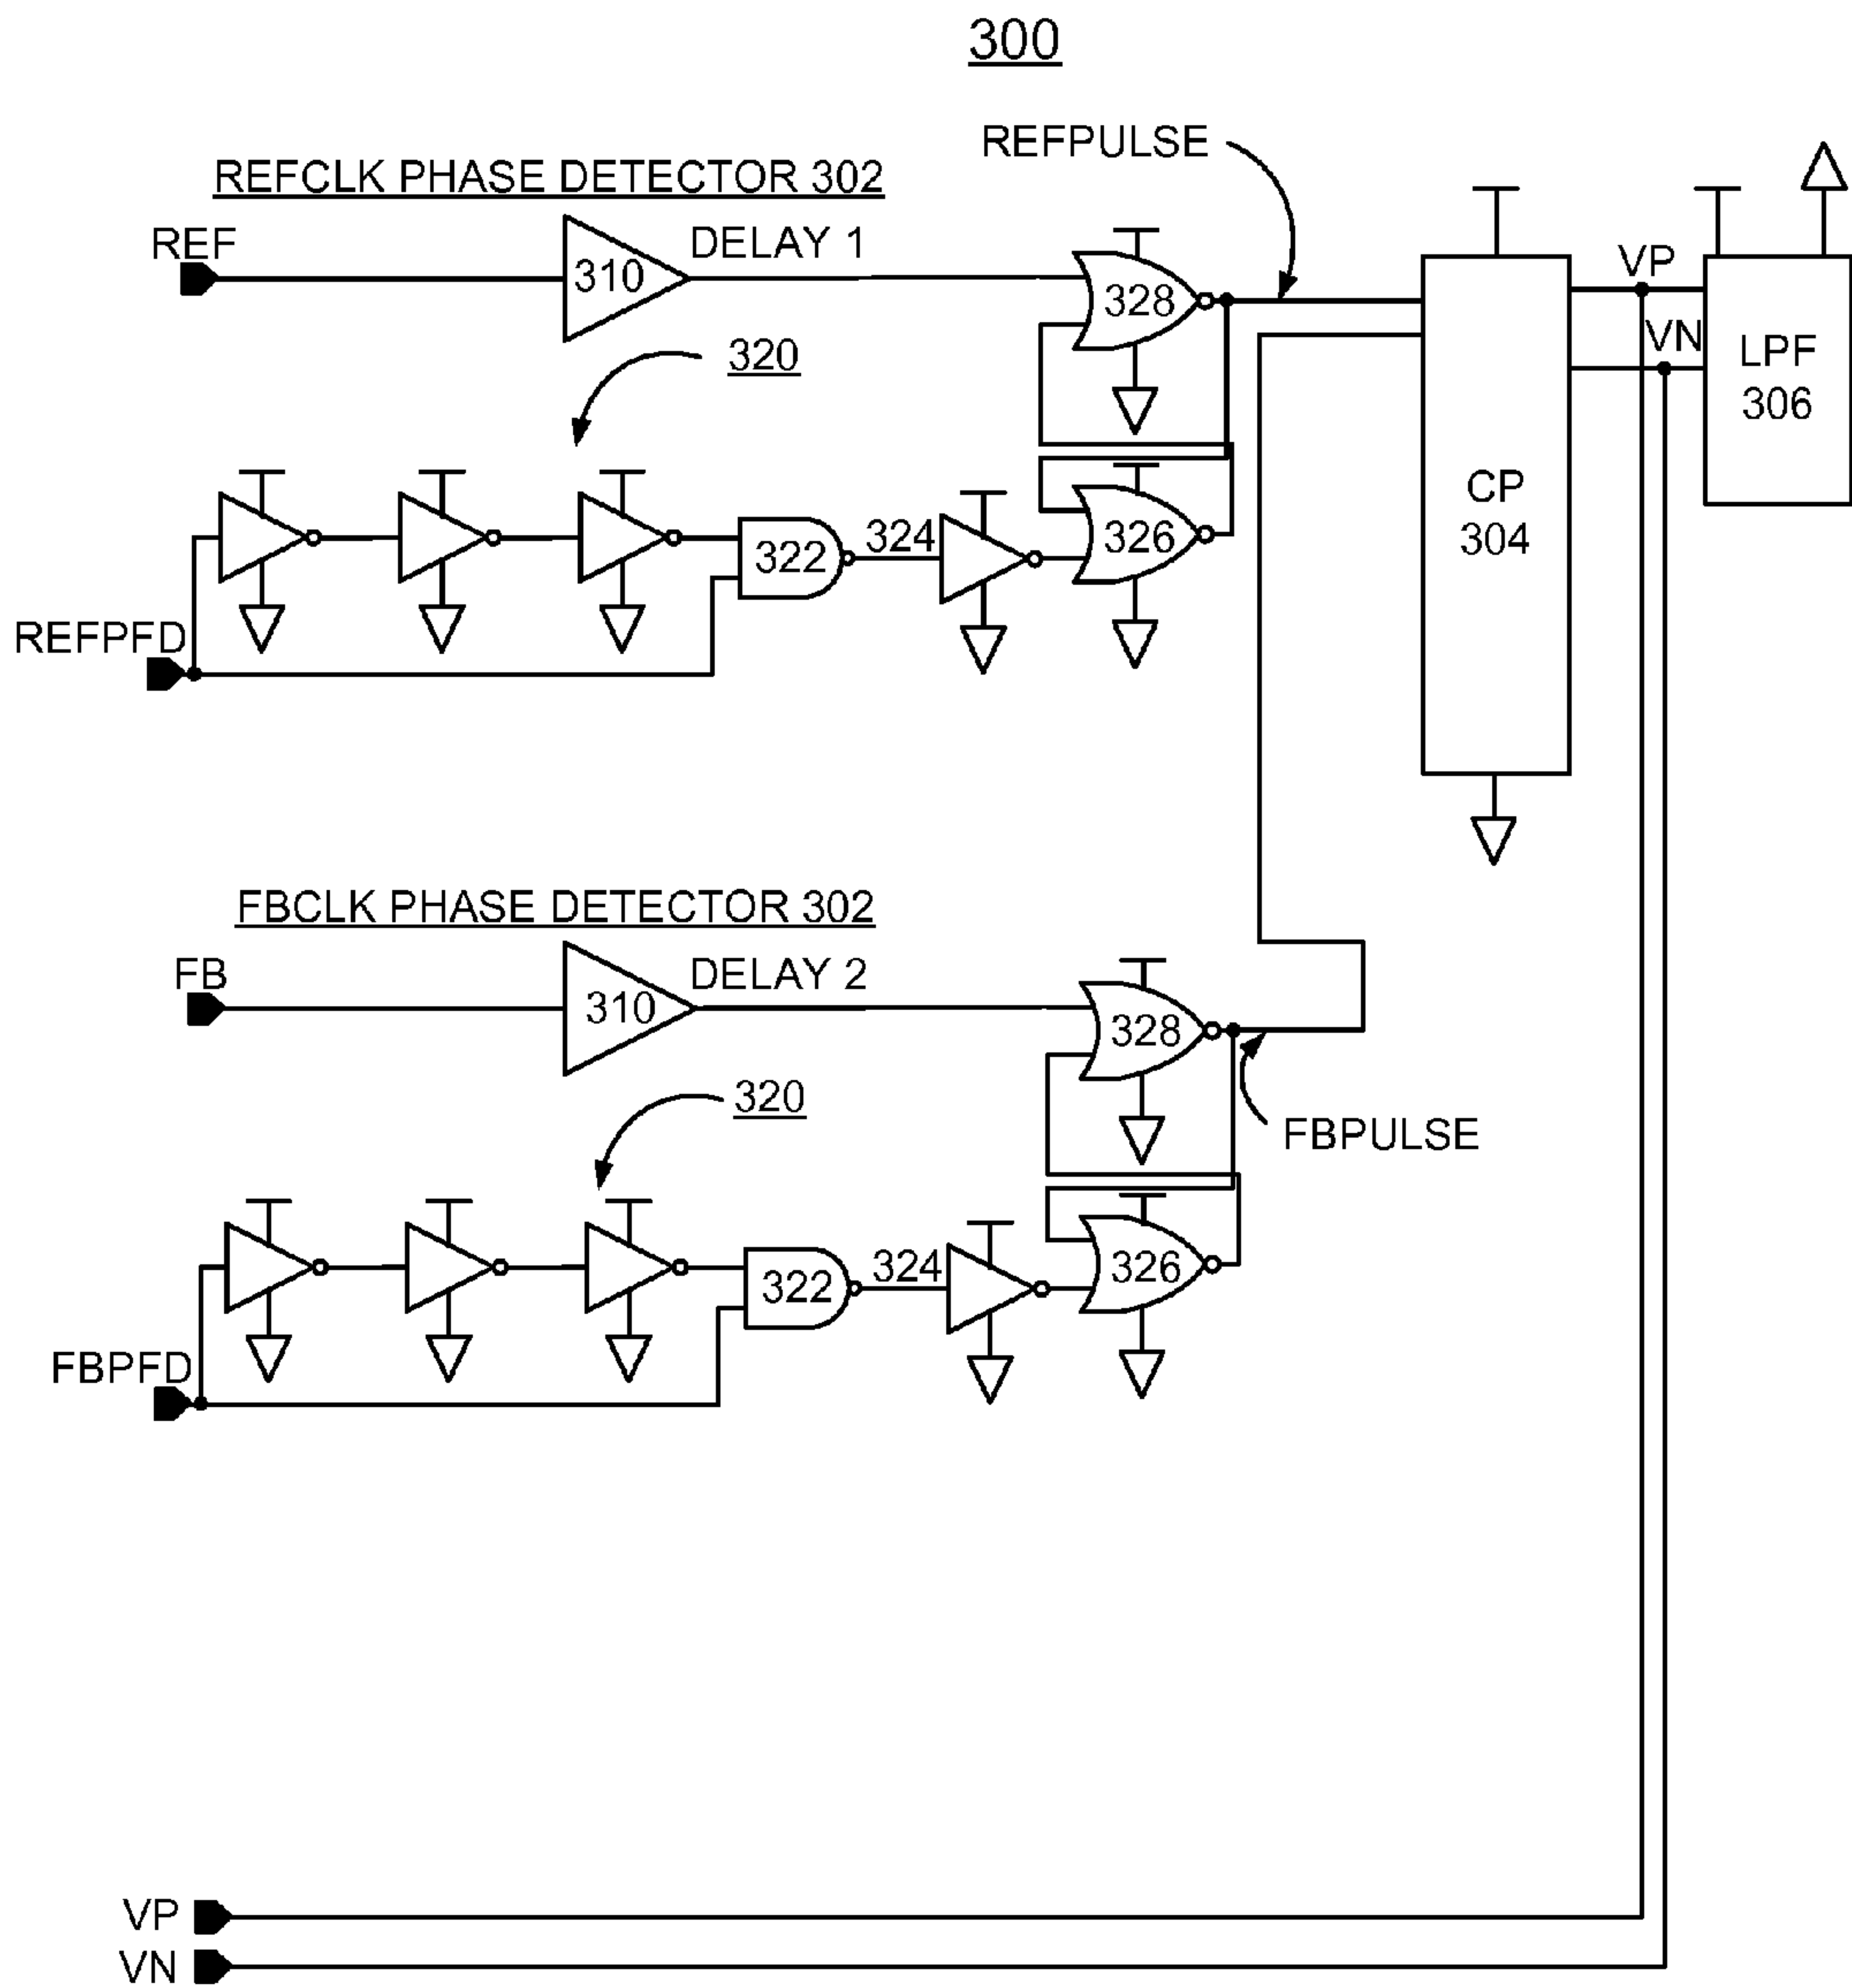 300
REFPULSE
REFCLK PHASE DETECTOR 302
REF
310
DELAY 1
328
VP
VN
LPF
306
320
CP
304
322
324
326
REFPFD
FBCLK PHASE DETECTOR 302
FB
310
DELAY 2
328
320
FBPULSE
322
324
326
FBPFD
VP
VN